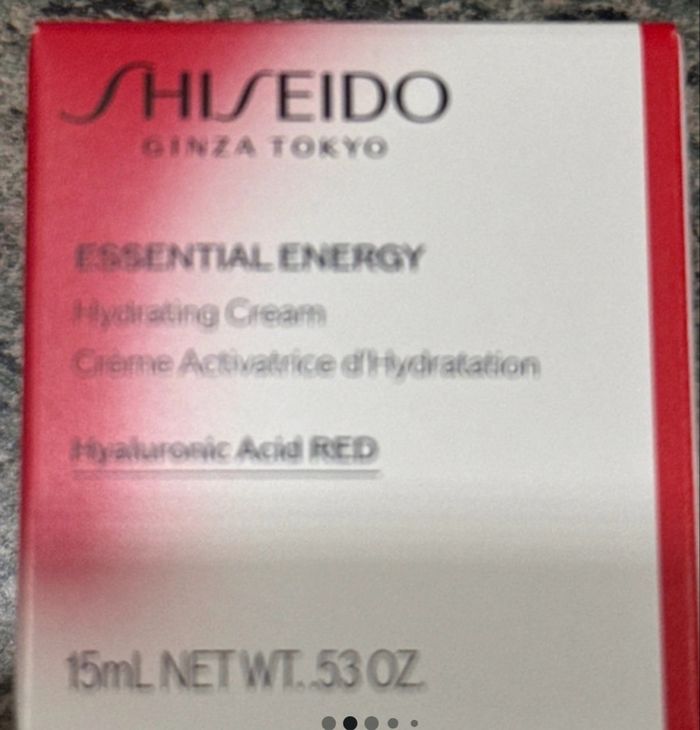 SHISEIDO
GINZA TOKYO
ESSENTIAL ENERGY
Hydrating Cream
Crème Activatrice d'Hydratation
Hyaluronic Acid RED
15mL NET WT. .53 OZ.